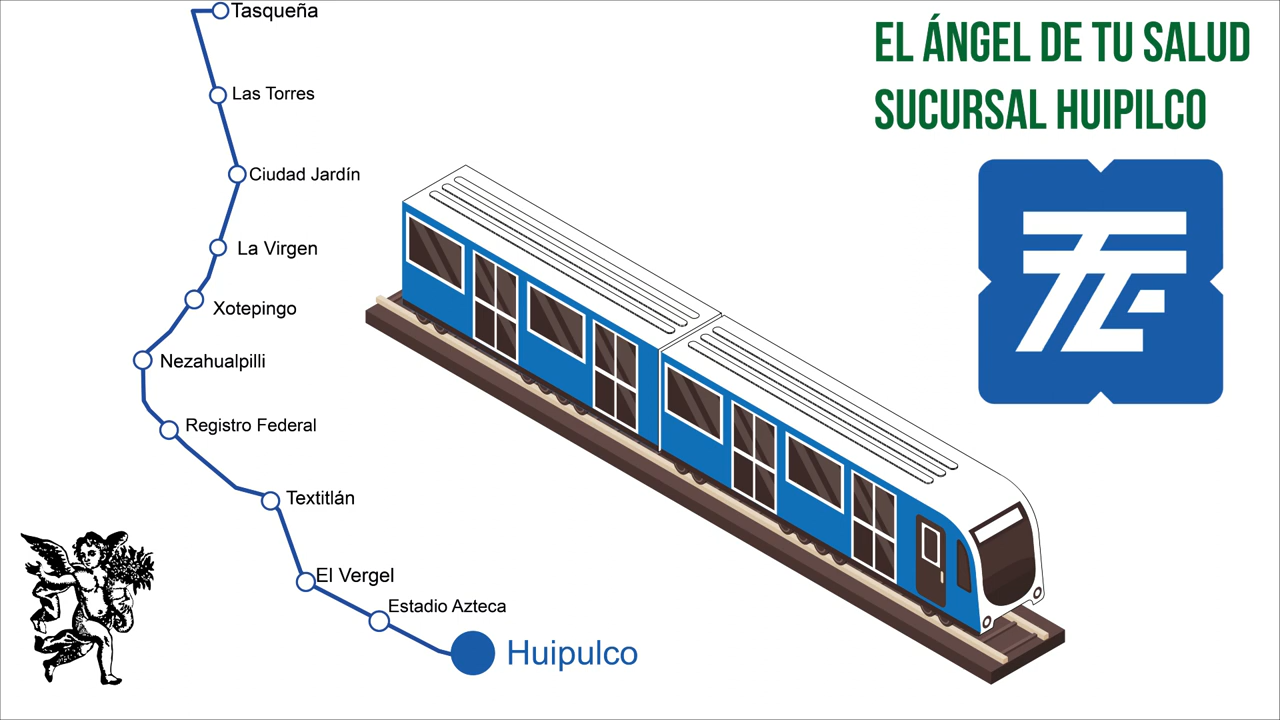 Tasqueña
EL ÁNGEL DE TU SALUD
SUCURSAL HUIPILCO
Las Torres
Ciudad Jardín
La Virgen
Xotepingo
Nezahualpilli
Registro Federal
Textitlán
El Vergel
Estadio Azteca
Huipulco